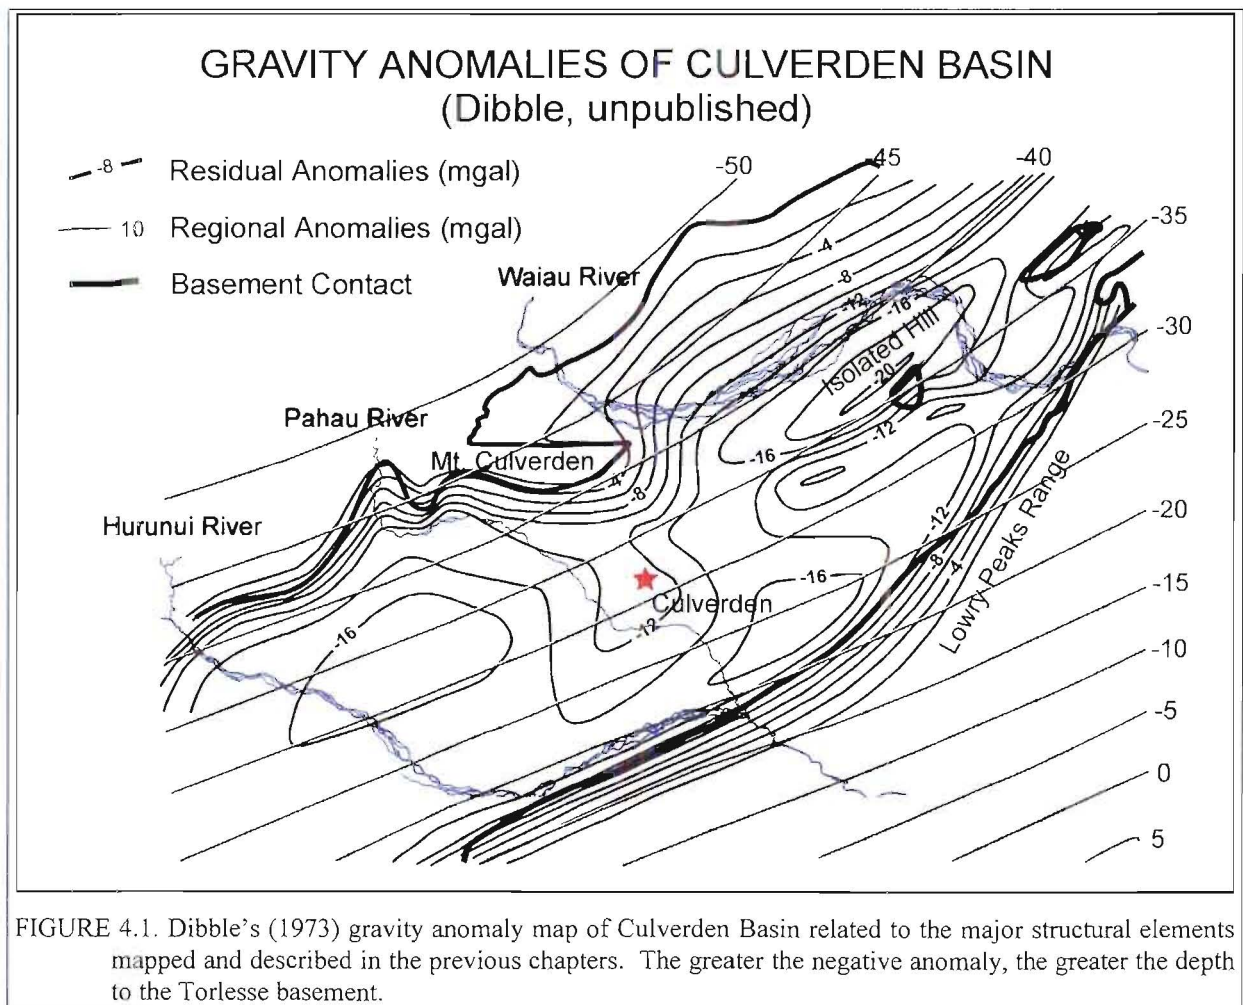 GRAVITY ANOMALIES OF CULVERDEN BASIN
(Dibble, unpublished)
-8 Residual Anomalies (mgal)
10 Regional Anomalies (mgal)
Basement Contact
-50
-45
-40
-35
-30
-25
-20
-15
-10
-5
0
5
Waiau River
Pahau River
Mt. Culverden
Hurunui River
Isolated Hill
Lowry Peaks Range
Culverden
-4
-8
-12
-16
-20
-12
-16
-4
-8
-12
-8
-4
-16
-12
-16
FIGURE 4.1. Dibble's (1973) gravity anomaly map of Culverden Basin related to the major structural elements
mapped and described in the previous chapters. The greater the negative anomaly, the greater the depth
to the Torlesse basement.